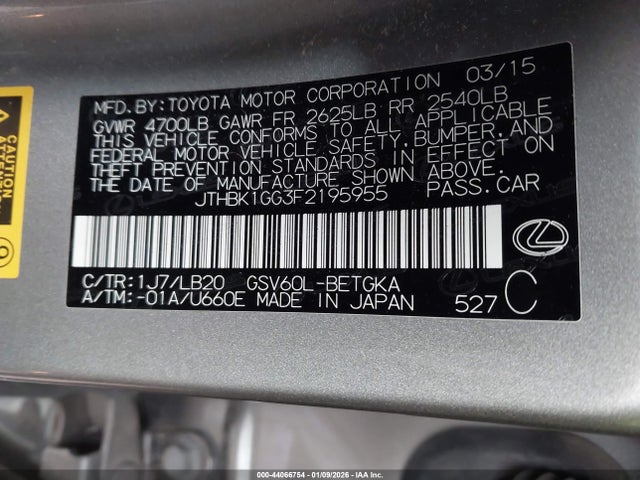 MFD.BY:TOYOTA MOTOR CORPORATION 03/15
GVWR 4700LB GAWR FR 2625LB RR 2540LB
THIS VEHICLE CONFORMS TO ALL APPLICABLE
FEDERAL MOTOR VEHICLE SAFETY,BUMPER,AND
THEFT PREVENTION STANDARDS IN EFFECT ON
THE DATE OF MANUFACTURE SHOWN ABOVE.
JTHBK1GG3F2195955 PASS.CAR
C/TR:1J7/LB20 GSV60L-BETGKA
A/TM:-01A/U660E MADE IN JAPAN 527 C
CAUTION
000-44066754 - 01/09/2026 - IAA Inc.